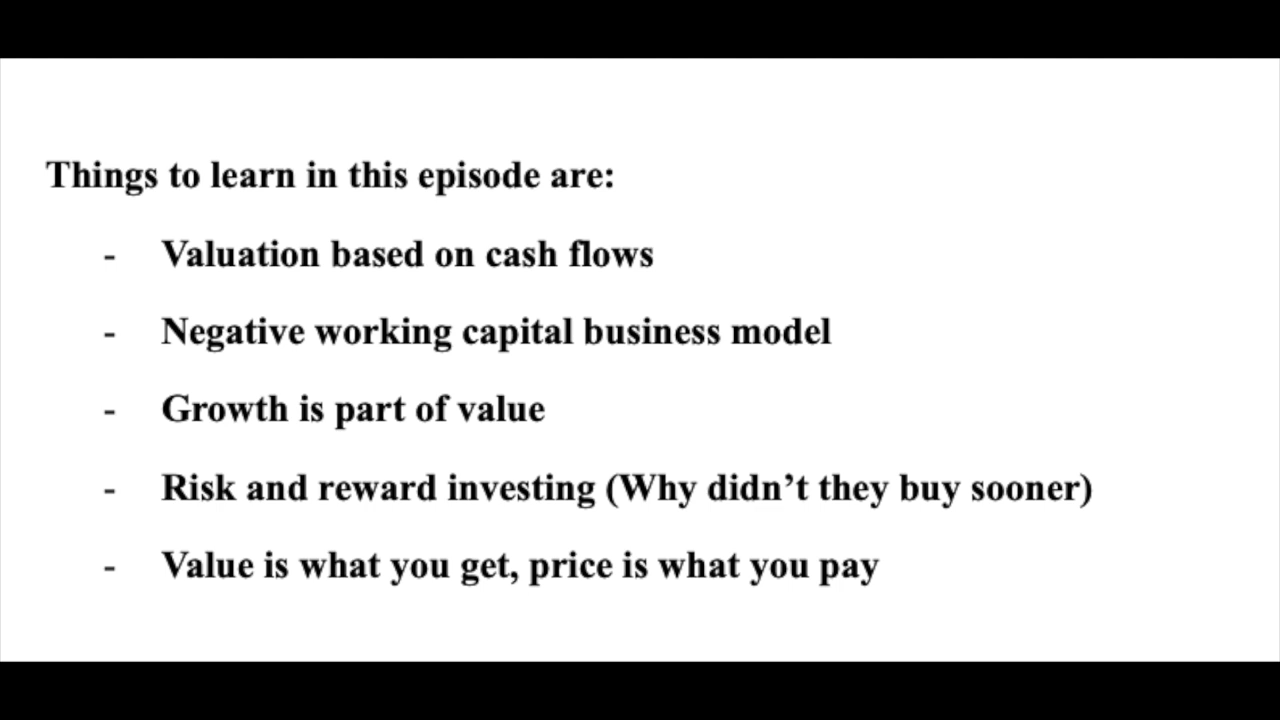 Things to learn in this episode are:
- Valuation based on cash flows
- Negative working capital business model
- Growth is part of value
- Risk and reward investing (Why didn’t they buy sooner)
- Value is what you get, price is what you pay